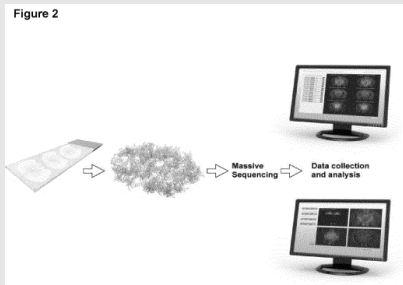 Figure 2
Massive
Sequencing
Data collection
and analysis